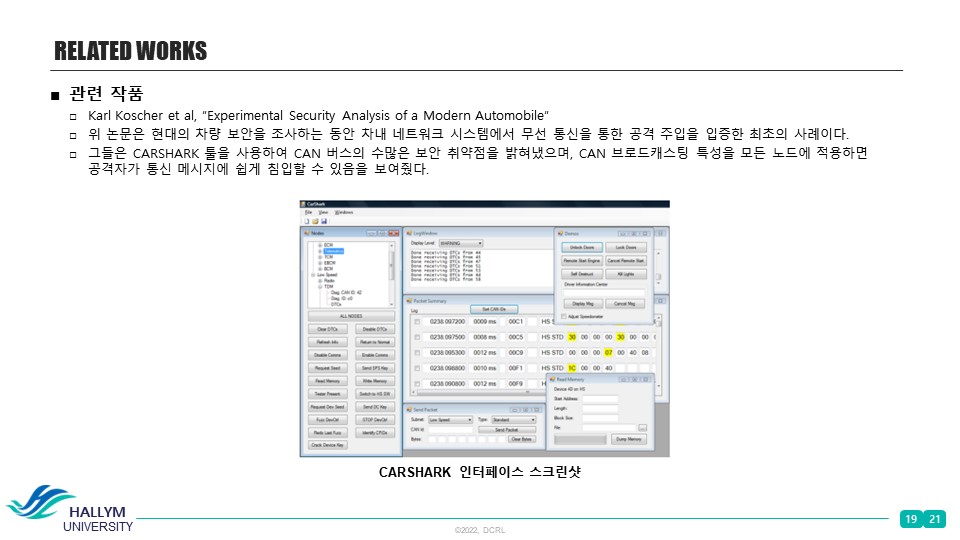 RELATED WORKS
■ 관련 작품
□ Karl Koscher et al, "Experimental Security Analysis of a Modern Automobile"
□ 위 논문은 현대의 차량 보안을 조사하는 동안 차내 네트워크 시스템에서 무선 통신을 통한 공격 주입을 입증한 최초의 사례이다.
□ 그들은 CARSHARK 툴을 사용하여 CAN 버스의 수많은 보안 취약점을 밝혀냈으며, CAN 브로드캐스팅 특성을 모든 노드에 적용하면
공격자가 통신 메시지에 쉽게 침입할 수 있음을 보여줬다.
CarShark
File View Windows
Nodes
ECM
TCM
EBCM
BCM
Low Speed
Radio
TDM
Diag. CAN ID: 42
Diag. ID: c0
DTCs
ALL NODES
Clear DTCs Disable DTCs
Refresh Info Return to Normal
Disable Comms Enable Comms
Request Seed Send SPS Key
Read Memory Write Memory
Tester Present Switch to HS SW
Request Dev Seed Send DC Key
Fuzz DevCtrl STOP DevCtrl
Redo Last Fuzz Identify CPIDs
Crack Device Key
LogWindow
Display Level: WARNING
Done receiving DTCs from 44
Done receiving DTCs from 45
Done receiving DTCs from 47
Done receiving DTCs from 51
Done receiving DTCs from 53
Done receiving DTCs from 4d
Done receiving DTCs from 58
Demos
Unlock Doors Lock Doors
Remote Start Engine Cancel Remote Start
Self Destruct Kill Lights
Driver Information Center
Display Msg Cancel Msg
Adjust Speedometer
Packet Summary
Log Sort CAN IDs
0238.097200 0009 ms 00C1 HS S
0238.097500 0008 ms 00C5 HS STD 30 00 00 00 30 00 00
0238.095300 0012 ms 00C9 HS STD 00 00 00 07 00 40 08
0238.096800 0010 ms 00F1 HS STD 1C 00 00 40
0238.090800 0012 ms 00F9 HS
Send Packet
Subnet: Low Speed Type: Standard
CAN Id: Send Packet
Bytes: Clear Bytes
Read Memory
Device 40 on HS
Start Address:
Length:
Block Size:
File: ...
Dump Memory
CARSHARK 인터페이스 스크린샷
HALLYM
UNIVERSITY
©2022, DCRL
19 21